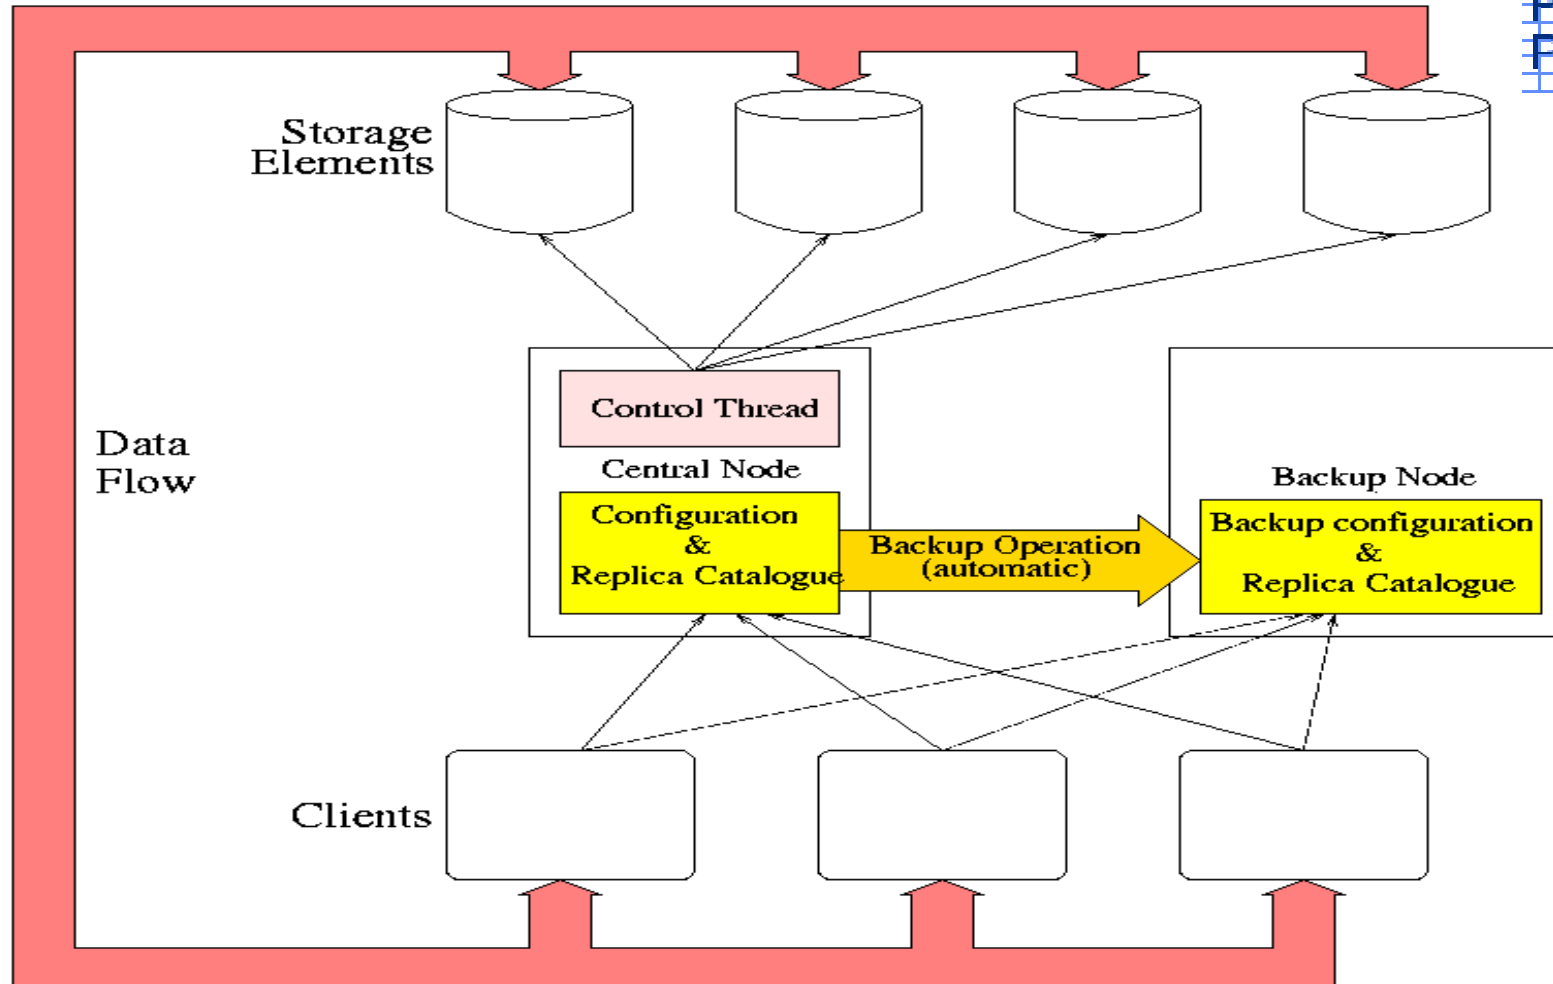 Storage
Elements
Data
Flow
Control Thread
Central Node
Configuration
&
Replica Catalogue
Backup Operation
(automatic)
Backup Node
Backup configuration
&
Replica Catalogue
Clients